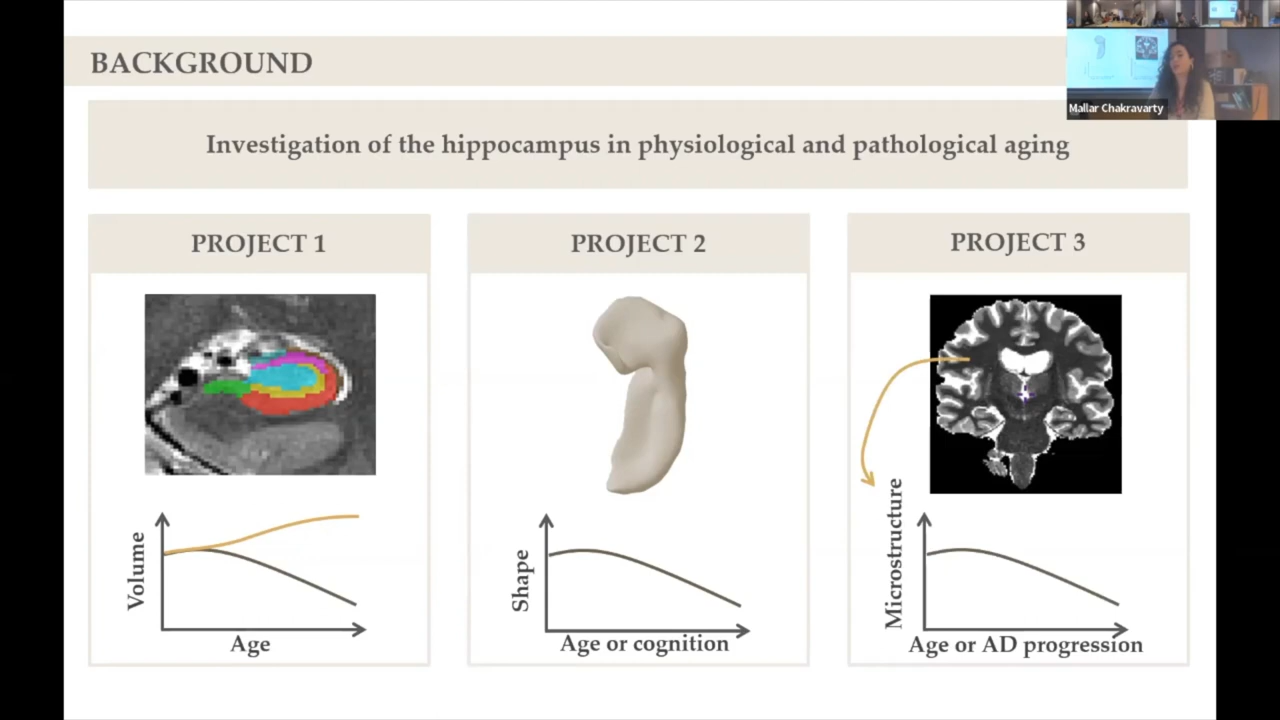 BACKGROUND
Mallar Chakravarty
Investigation of the hippocampus in physiological and pathological aging
PROJECT 1
Volume
Age
PROJECT 2
Shape
Age or cognition
PROJECT 3
Microstructure
Age or AD progression